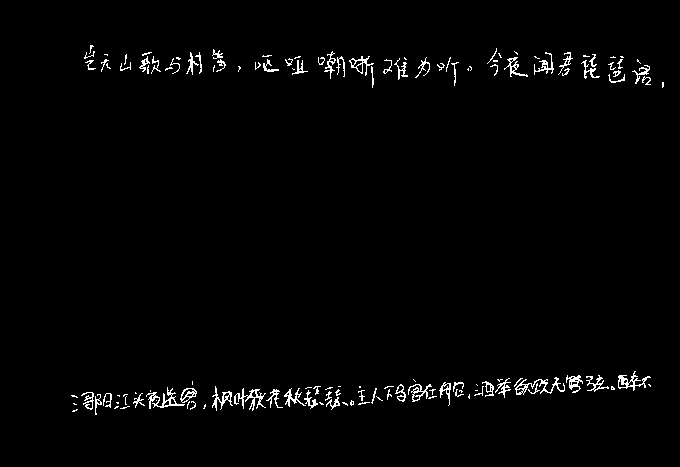 岂无山歌与村笛，呕哑嘲哳难为听。今夜闻君琵琶语，
浔阳江头夜送客，枫叶荻花秋瑟瑟。主人下马客在船，酒举欲饮无管弦。醉不